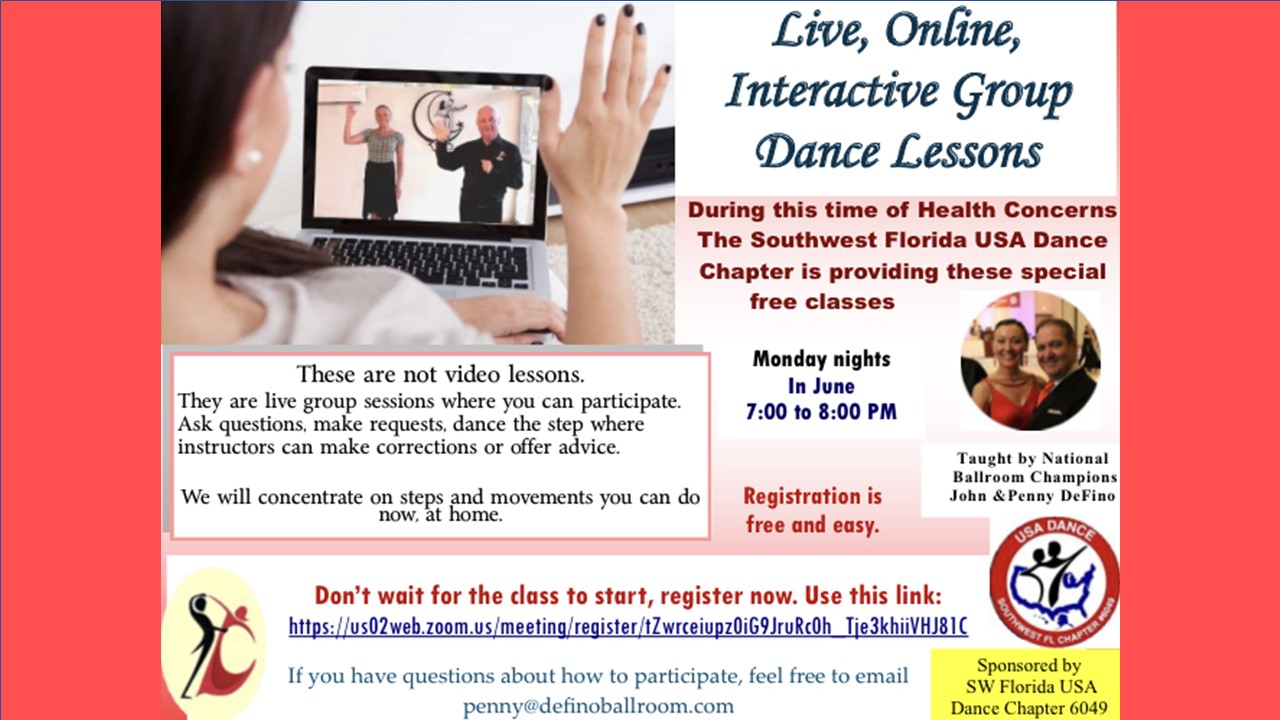 Live, Online,
Interactive Group
Dance Lessons
During this time of Health Concerns
The Southwest Florida USA Dance
Chapter is providing these special
free classes
These are not video lessons.
They are live group sessions where you can participate.
Ask questions, make requests, dance the step where
instructors can make corrections or offer advice.
We will concentrate on steps and movements you can do
now, at home.
Monday nights
In June
7:00 to 8:00 PM
Registration is
free and easy.
Taught by National
Ballroom Champions
John &Penny DeFino
USA DANCE
SOUTHWEST FL CHAPTER #6049
Don't wait for the class to start, register now. Use this link:
https://us02web.zoom.us/meeting/register/tZwrceiupz0iG9JruRc0h_Tje3khiiVHJ81C
If you have questions about how to participate, feel free to email
penny@definoballroom.com
Sponsored by
SW Florida USA
Dance Chapter 6049